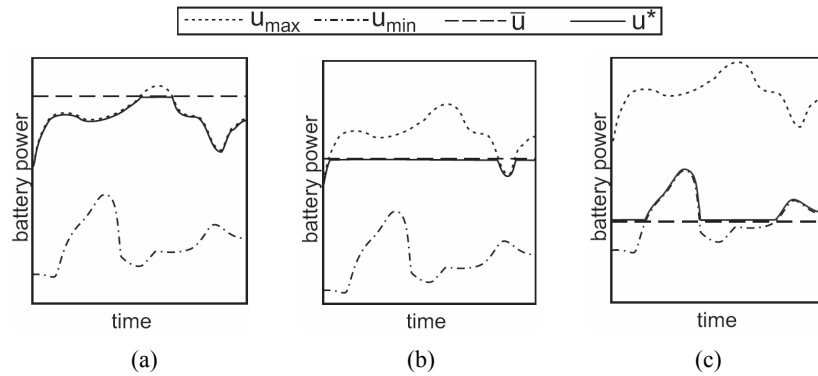 u_max u_min ū u*
battery power
battery power
battery power
time
time
time
(a)
(b)
(c)